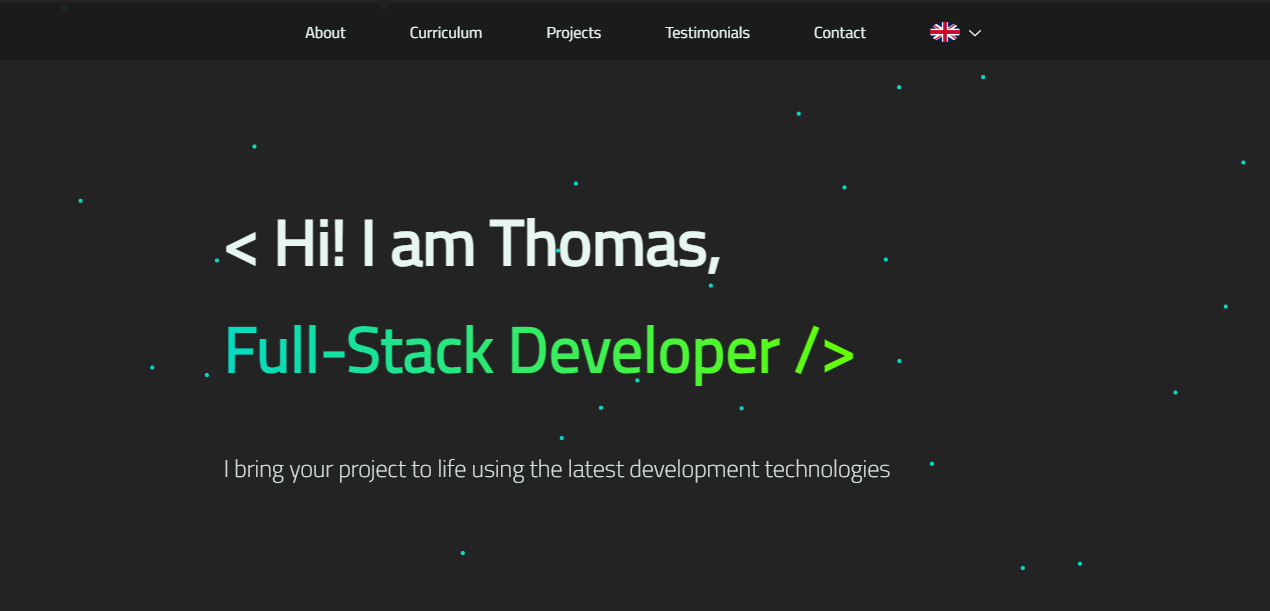 About Curriculum Projects Testimonials Contact
< Hi! I am Thomas,
Full-Stack Developer />
I bring your project to life using the latest development technologies